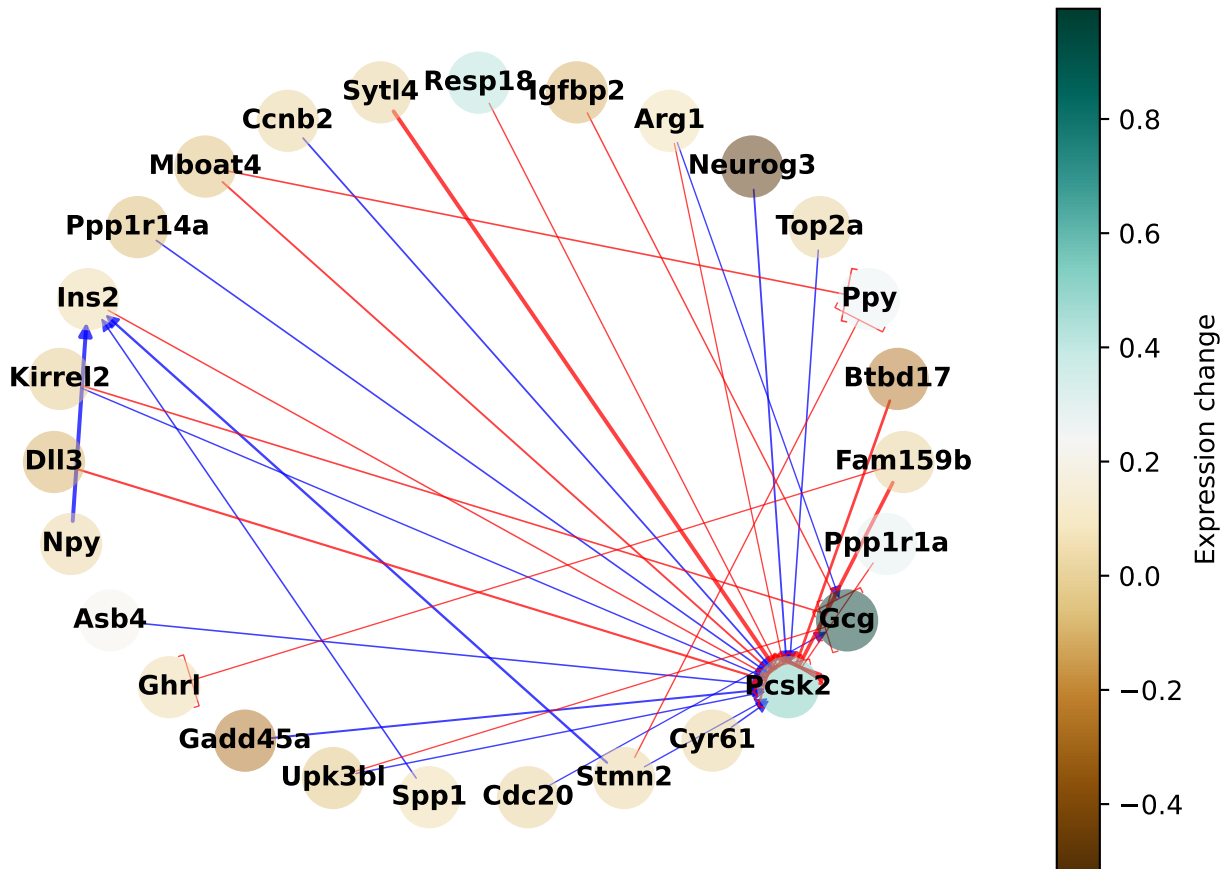 Resp18
Igfbp2
Sytl4
Arg1
Ccnb2
Neurog3
Mboat4
Top2a
Ppp1r14a
Ppy
Ins2
Btbd17
Kirrel2
Fam159b
Dll3
Ppp1r1a
Npy
Gcg
Asb4
Pcsk2
Ghrl
Cyr61
Gadd45a
Stmn2
Upk3bl
Cdc20
Spp1
0.8
0.6
0.4
0.2
0.0
−0.2
−0.4
Expression change